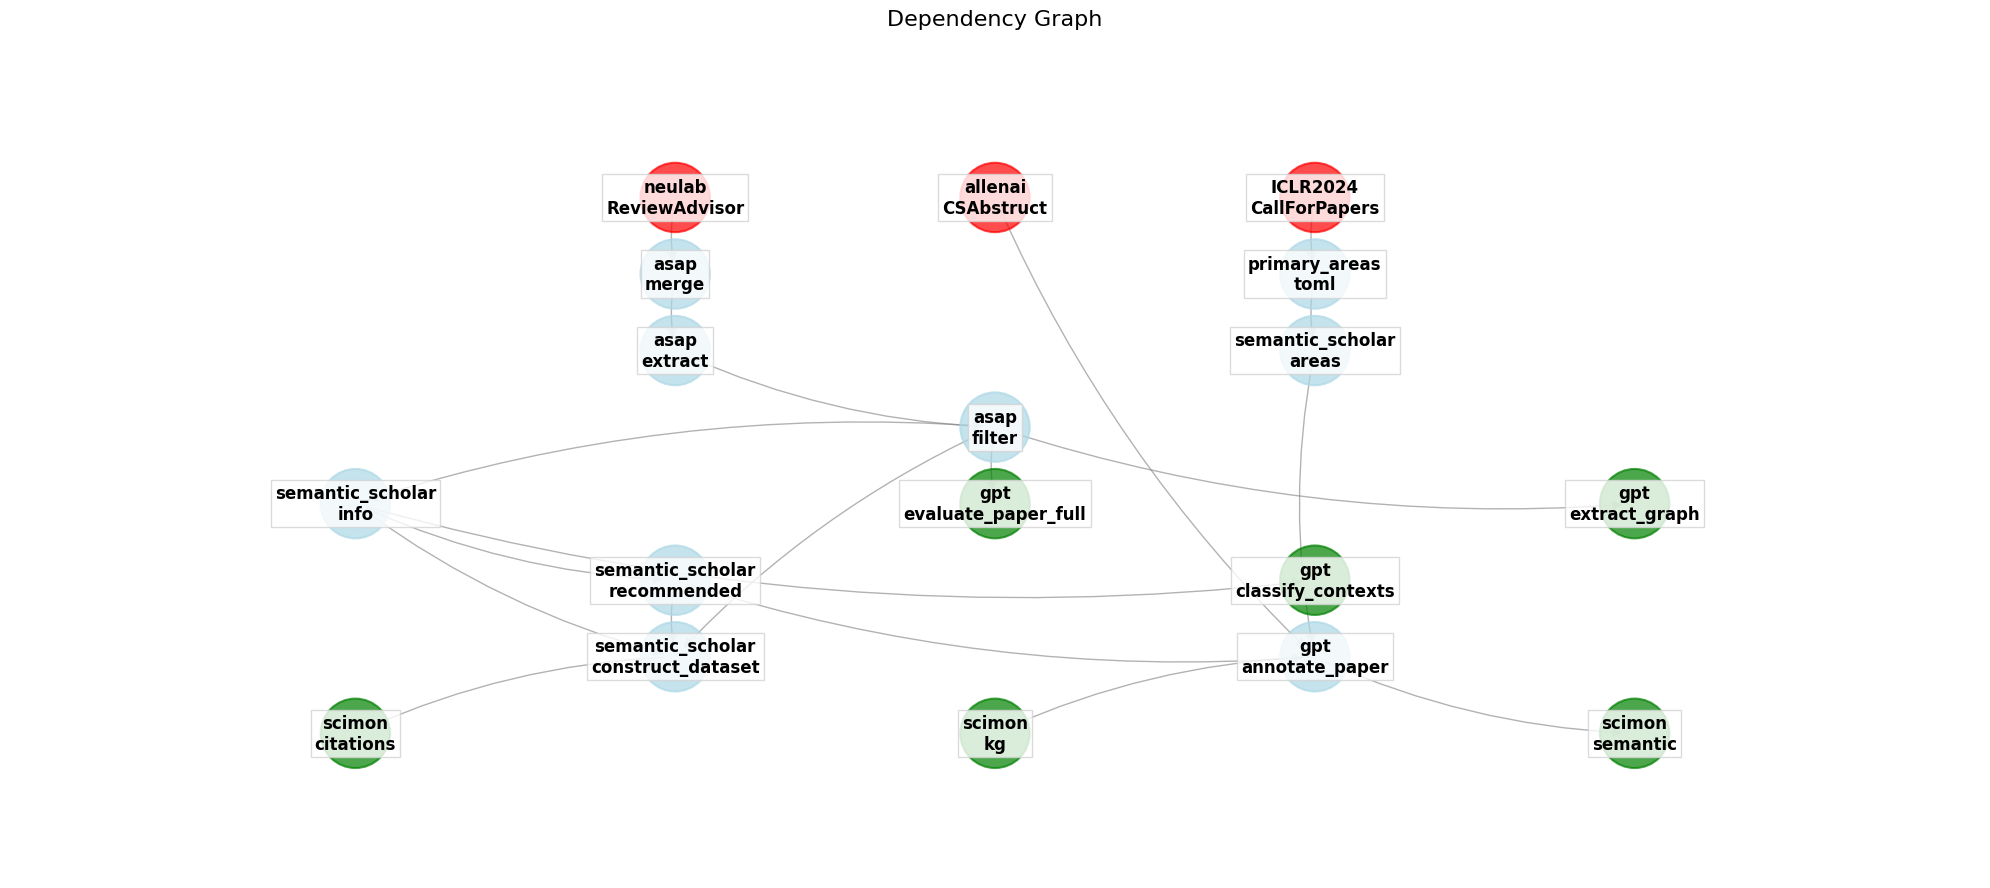 Dependency Graph
neulab
ReviewAdvisor
allenai
CSAbstruct
ICLR2024
CallForPapers
asap
merge
primary_areas
toml
asap
extract
semantic_scholar
areas
asap
filter
semantic_scholar
info
gpt
evaluate_paper_full
gpt
extract_graph
semantic_scholar
recommended
gpt
classify_contexts
semantic_scholar
construct_dataset
gpt
annotate_paper
scimon
citations
scimon
kg
scimon
semantic